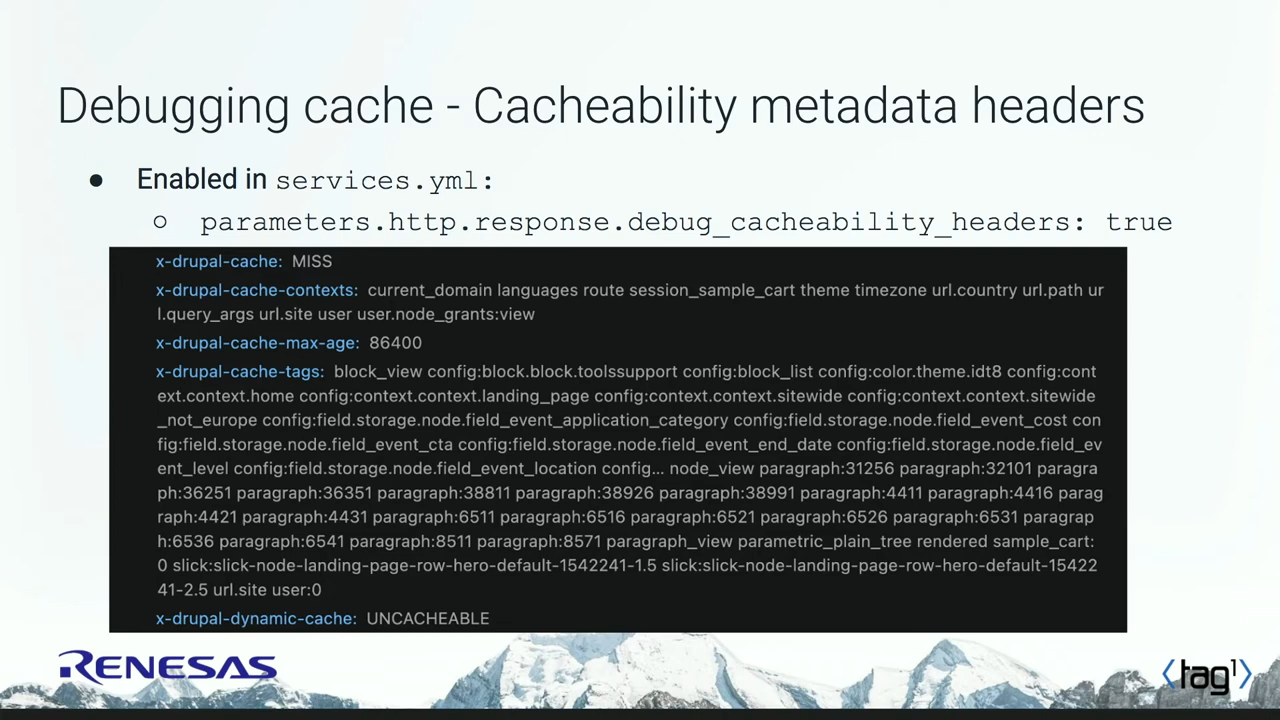 Debugging cache - Cacheability metadata headers
● Enabled in services.yml:
○ parameters.http.response.debug_cacheability_headers: true
x-drupal-cache: MISS
x-drupal-cache-contexts: current_domain languages route session_sample_cart theme timezone url.country url.path ur
l.query_args url.site user user.node_grants:view
x-drupal-cache-max-age: 86400
x-drupal-cache-tags: block_view config:block.block.toolssupport config:block_list config:color.theme.idt8 config:cont
ext.context.home config:context.context.landing_page config:context.context.sitewide config:context.context.sitewide
_not_europe config:field.storage.node.field_event_application_category config:field.storage.node.field_event_cost con
fig:field.storage.node.field_event_cta config:field.storage.node.field_event_end_date config:field.storage.node.field_ev
ent_level config:field.storage.node.field_event_location config... node_view paragraph:31256 paragraph:32101 paragra
ph:36251 paragraph:36351 paragraph:38811 paragraph:38926 paragraph:38991 paragraph:4411 paragraph:4416 parag
raph:4421 paragraph:4431 paragraph:6511 paragraph:6516 paragraph:6521 paragraph:6526 paragraph:6531 paragrap
h:6536 paragraph:6541 paragraph:8511 paragraph:8571 paragraph_view parametric_plain_tree rendered sample_cart:
0 slick:slick-node-landing-page-row-hero-default-1542241-1.5 slick:slick-node-landing-page-row-hero-default-15422
41-2.5 url.site user:0
x-drupal-dynamic-cache: UNCACHEABLE
RENESAS
⟨tag1⟩